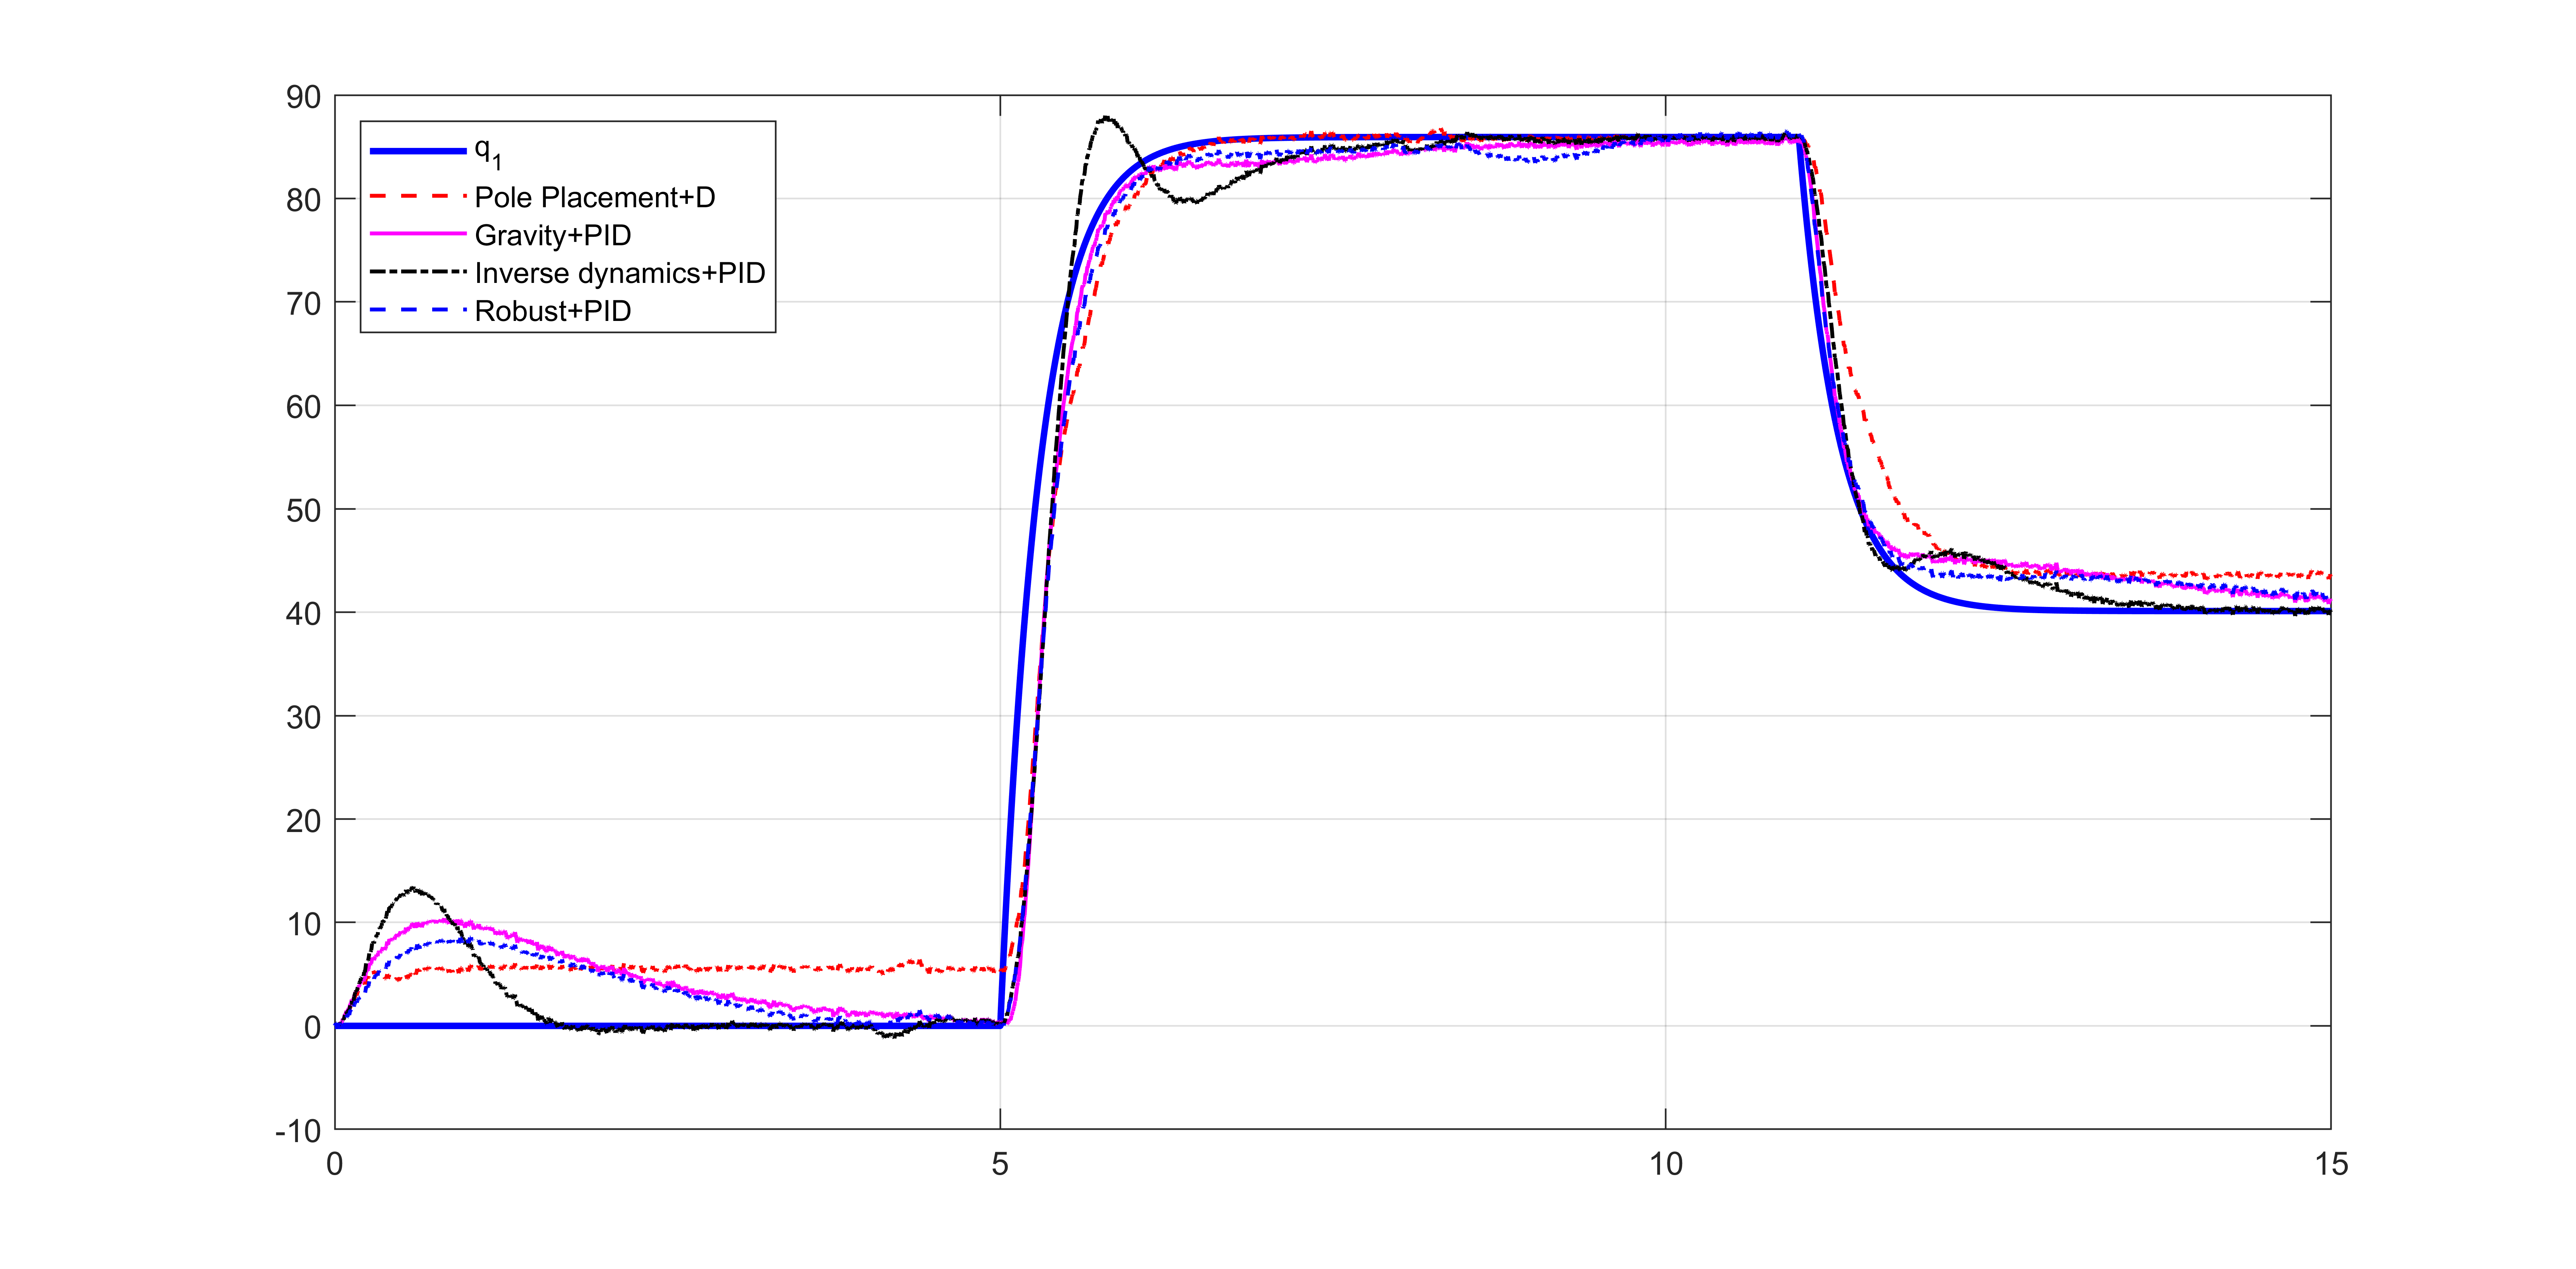 90
80
70
60
50
40
30
20
10
0
-10
q1
Pole Placement+D
Gravity+PID
Inverse dynamics+PID
Robust+PID
0 5 10 15